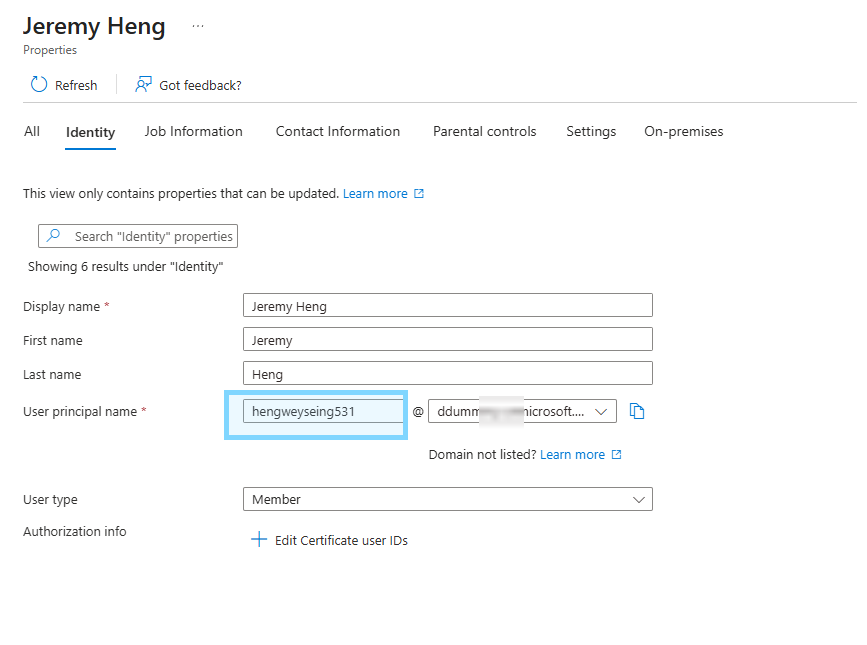 Jeremy Heng ...
Properties
Refresh Got feedback?
All Identity Job Information Contact Information Parental controls Settings On-premises
This view only contains properties that can be updated. Learn more
Search "Identity" properties
Showing 6 results under "Identity"
Display name * Jeremy Heng
First name Jeremy
Last name Heng
User principal name * hengweyseing531 @ ddumm icrosoft....
Domain not listed? Learn more
User type Member
Authorization info
Edit Certificate user IDs